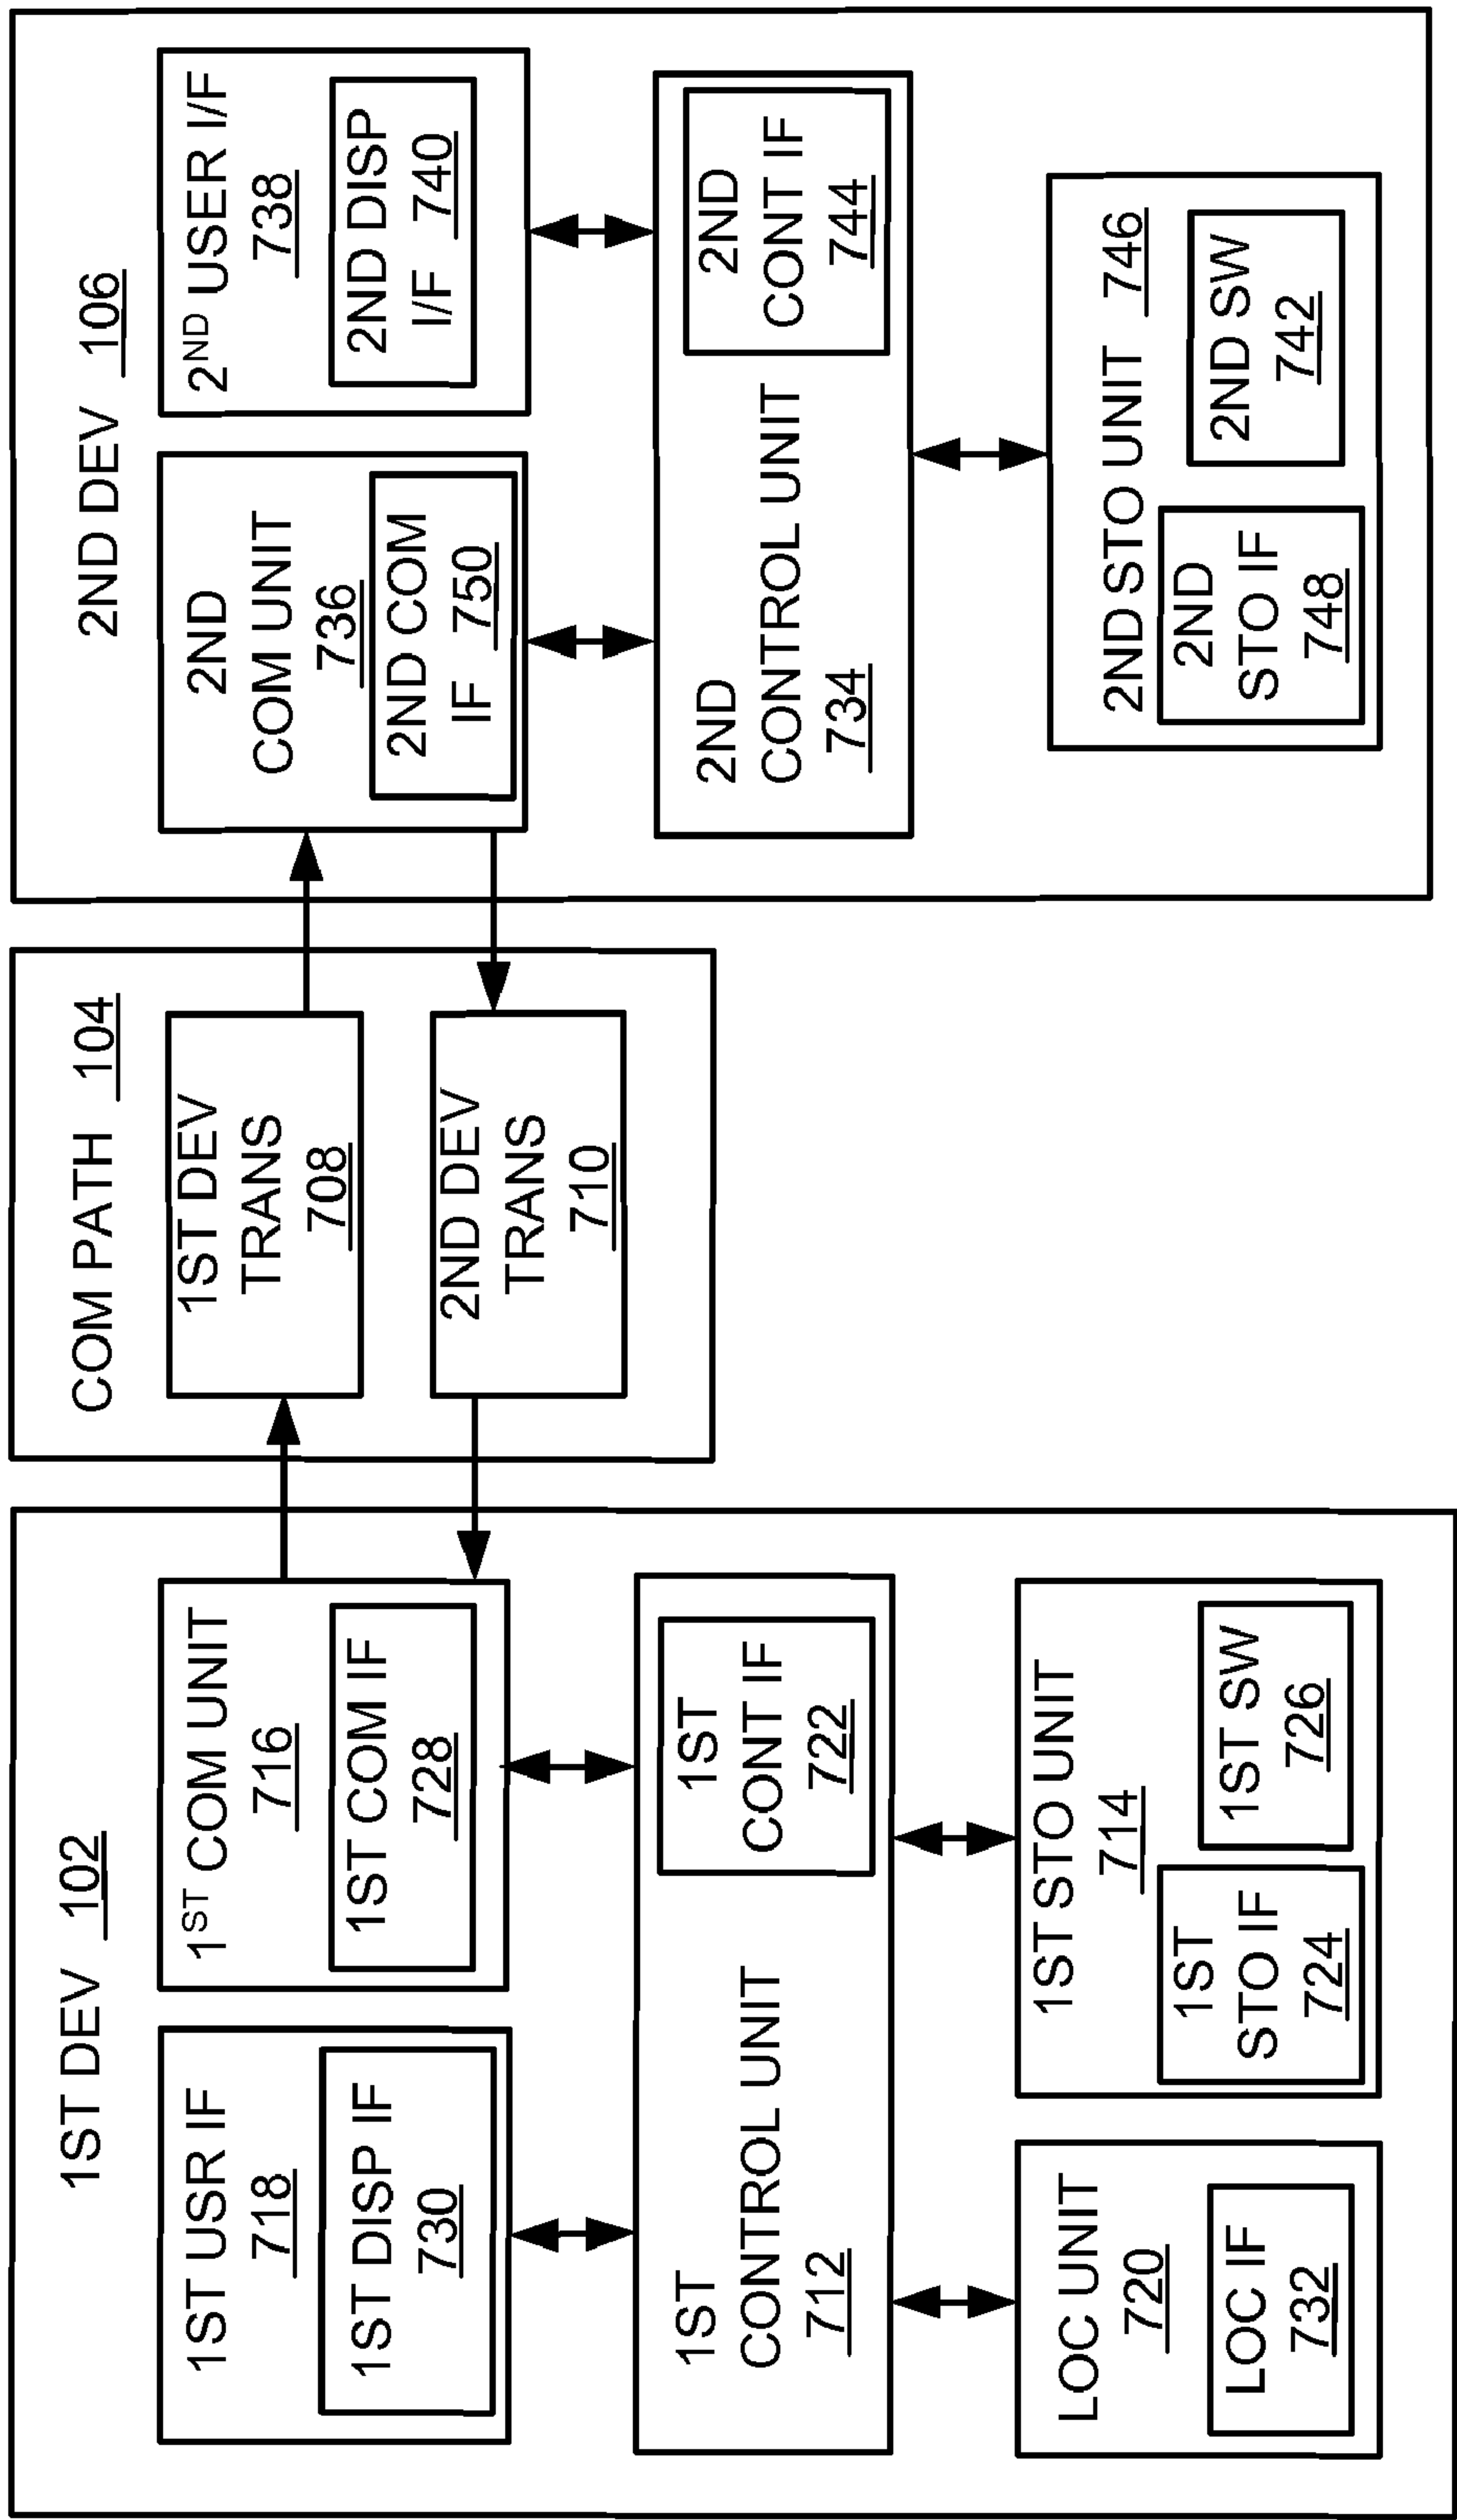 1ST DEV 102
1ST USR IF
718
1ST DISP IF
730
1ST COM UNIT
716
1ST COM IF
728
1ST
CONTROL UNIT
712
1ST
CONT IF
722
LOC UNIT
720
LOC IF
732
1ST STO UNIT
714
1ST
STO IF
724
1ST SW
726
COM PATH 104
1ST DEV
TRANS
708
2ND DEV
TRANS
710
2ND DEV 106
2ND
COM UNIT
736
2ND COM
IF 750
2ND USER I/F
738
2ND DISP
I/F 740
2ND
CONTROL UNIT
734
2ND
CONT IF
744
2ND STO UNIT 746
2ND
STO IF
748
2ND SW
742